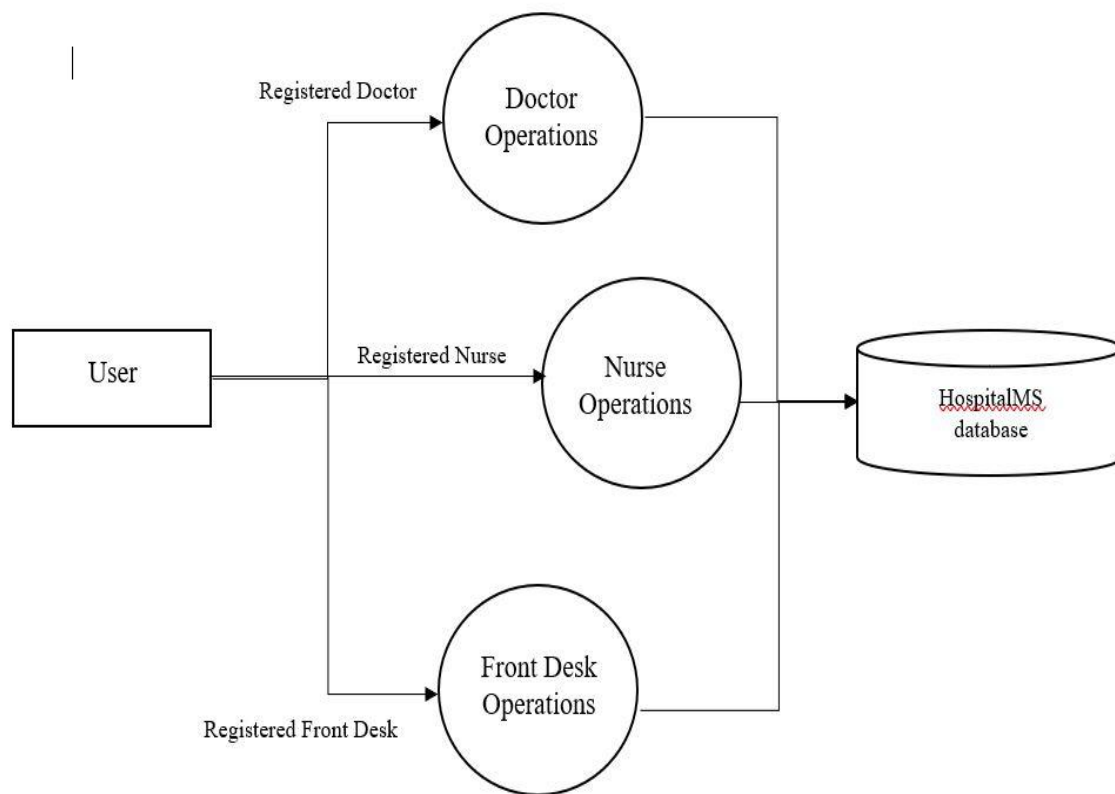 Registered Doctor
Doctor
Operations
User
Registered Nurse
Nurse
Operations
HospitalMS
database
Front Desk
Operations
Registered Front Desk